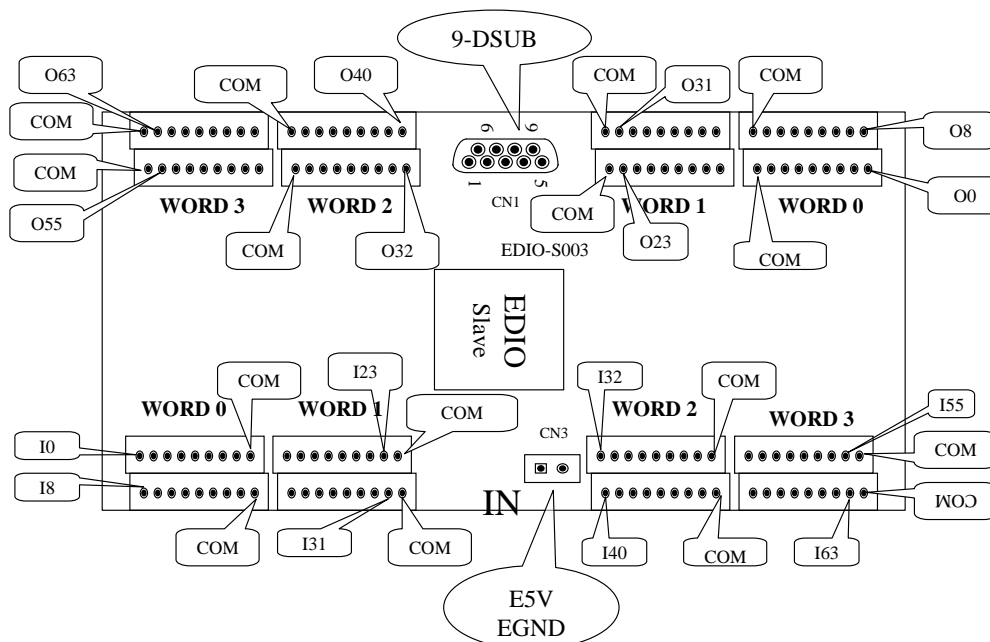 9-DSUB
O63
COM
O40
COM
O31
COM
COM
O8
6
9
COM
1
5
O55
WORD 3
WORD 2
CN1
COM
WORD 1
WORD 0
O0
COM
O32
EDIO-S003
O23
COM
EDIO
Slave
COM
I23
I32
COM
WORD 0
WORD 1
COM
WORD 2
WORD 3
I55
I0
CN3
COM
I8
IN
COM
COM
I31
COM
I40
COM
I63
E5V
EGND